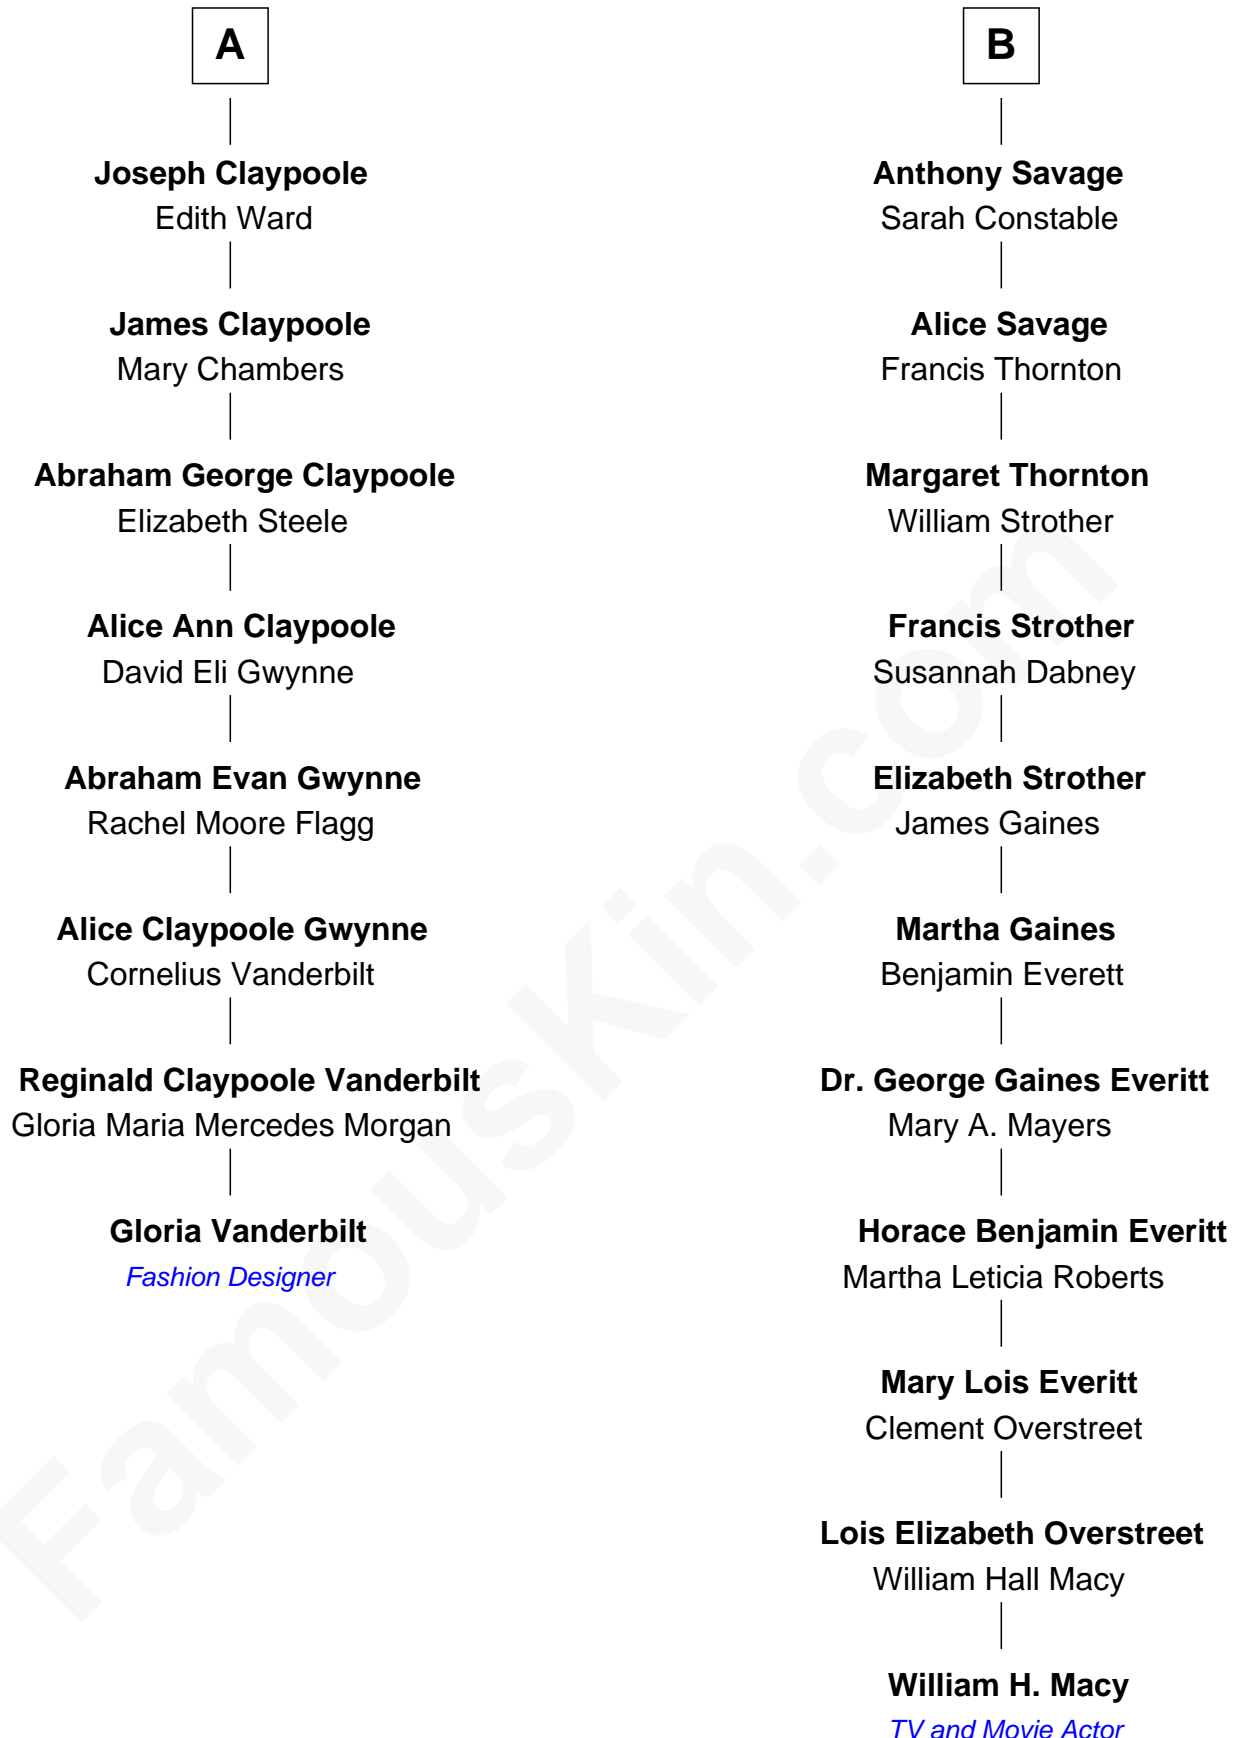 A
Joseph Claypoole
Edith Ward
James Claypoole
Mary Chambers
Abraham George Claypoole
Elizabeth Steele
Alice Ann Claypoole
David Eli Gwynne
Abraham Evan Gwynne
Rachel Moore Flagg
Alice Claypoole Gwynne
Cornelius Vanderbilt
Reginald Claypoole Vanderbilt
Gloria Maria Mercedes Morgan
Gloria Vanderbilt
Fashion Designer
B
Anthony Savage
Sarah Constable
Alice Savage
Francis Thornton
Margaret Thornton
William Strother
Francis Strother
Susannah Dabney
Elizabeth Strother
James Gaines
Martha Gaines
Benjamin Everett
Dr. George Gaines Everitt
Mary A. Mayers
Horace Benjamin Everitt
Martha Leticia Roberts
Mary Lois Everitt
Clement Overstreet
Lois Elizabeth Overstreet
William Hall Macy
William H. Macy
TV and Movie Actor
FamousKin.com